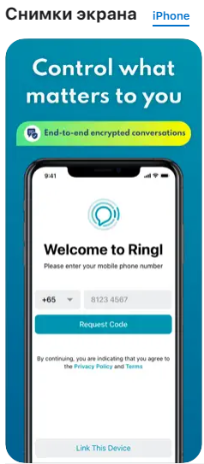 Снимки экрана iPhone
Control what
matters to you
End-to-end encrypted conversations
9:41
Welcome to Ringl
Please enter your mobile phone number
+65 8123 4567
Request Code
By continuing, you are indicating that you agree to
the Privacy Policy and Terms
Link This Device